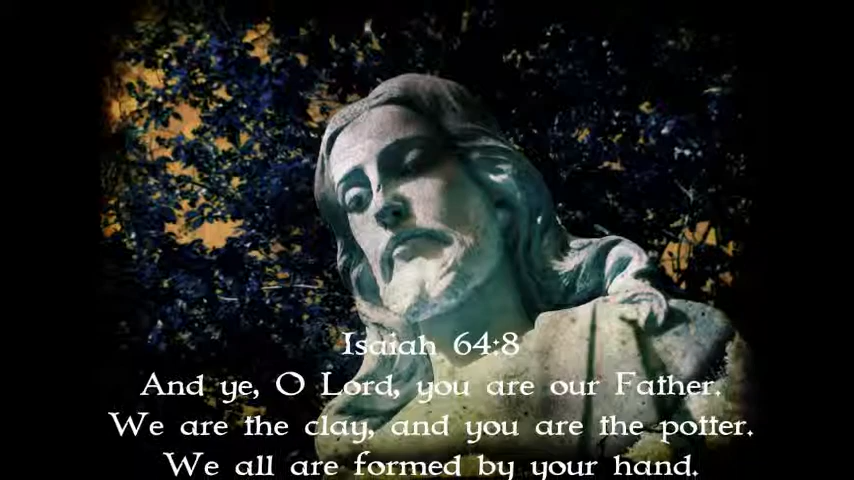 Isaiah 64:8
And ye, O Lord, you are our Father.
We are the clay, and you are the potter.
We all are formed by your hand.